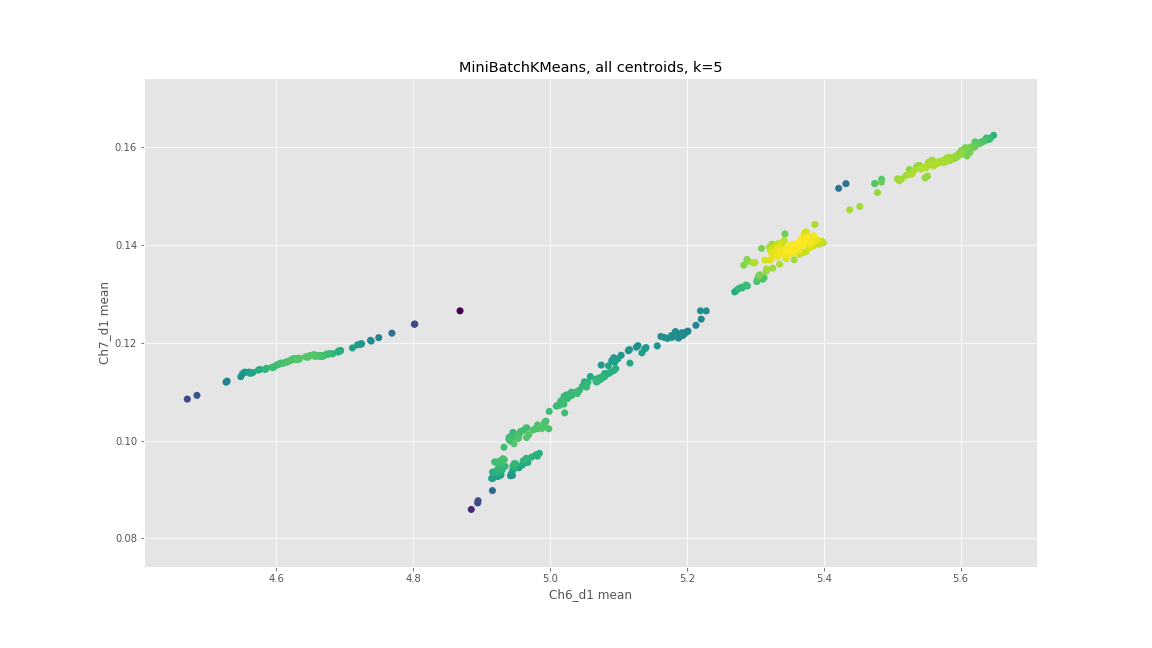 MiniBatchKMeans, all centroids, k=5
Ch7_d1 mean
0.16
0.14
0.12
0.10
0.08
4.6 4.8 5.0 5.2 5.4 5.6
Ch6_d1 mean